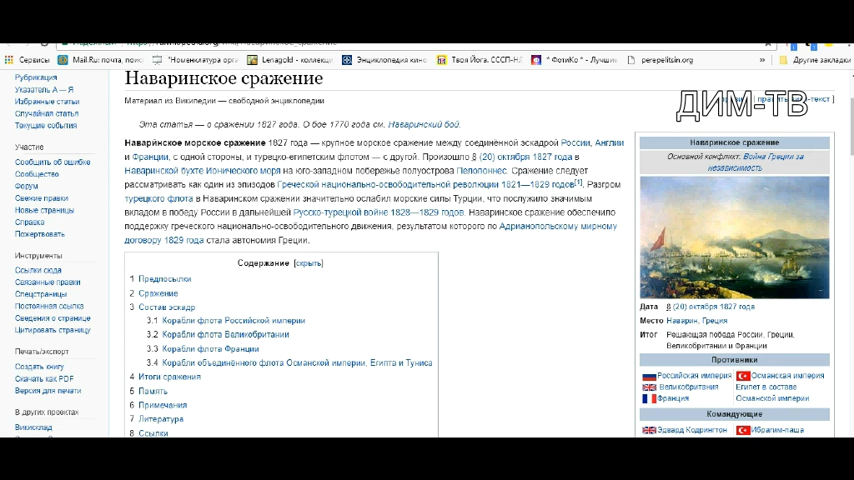 Сервисы
Mail.Ru: почта, поис
"Номенклатура орга
Lenagold - коллекци
Энциклопедия кино
Твоя Йога. СССР-НЛ
* ФотиКо * - Лучши
perepelitsin.org
»
Другие закладки
Наваринское сражение
ДИМ-ТВ
Материал из Википедии — свободной энциклопедии
Эта статья — о сражении 1827 года. О бое 1770 года см. Наваринский бой.
Наваринское морское сражение 1827 года — крупное морское сражение между соединённой эскадрой России, Англии
и Франции, с одной стороны, и турецко-египетским флотом — с другой. Произошло 8 (20) октября 1827 года в
Наваринской бухте Ионического моря на юго-западном побережье полуострова Пелопоннес. Сражение следует
рассматривать как один из эпизодов Греческой национально-освободительной революции 1821—1829 годов[1]. Разгром
турецкого флота в Наваринском сражении значительно ослабил морские силы Турции, что послужило значимым
вкладом в победу России в дальнейшей Русско-турецкой войне 1828—1829 годов. Наваринское сражение обеспечило
поддержку греческого национально-освободительного движения, результатом которого по Адрианопольскому мирному
договору 1829 года стала автономия Греции.
Содержание [скрыть]
1 Предпосылки
2 Сражение
3 Состав эскадр
3.1 Корабли флота Российской империи
3.2 Корабли флота Великобритании
3.3 Корабли флота Франции
3.4 Корабли объединённого флота Османской империи, Египта и Туниса
4 Итоги сражения
5 Память
6 Примечания
7 Литература
8 Ссылки
Рубрикация
Указатель А — Я
Избранные статьи
Случайная статья
Текущие события
Участие
Сообщить об ошибке
Сообщество
Форум
Свежие правки
Новые страницы
Справка
Пожертвовать
Инструменты
Ссылки сюда
Связанные правки
Спецстраницы
Постоянная ссылка
Сведения о странице
Цитировать страницу
Печать/экспорт
Создать книгу
Скачать как PDF
Версия для печати
В других проектах
Викисклад
Наваринское сражение
Основной конфликт: Война Греции за
независимость
Дата 8 (20) октября 1827 года
Место Наварин, Греция
Итог Решающая победа России, Греции,
Великобритании и Франции
Противники
Российская империя
Великобритания
Франция
Османская империя
Египет в составе
Османской империи
Командующие
Эдвард Кодрингтон
Ибрагим-паша